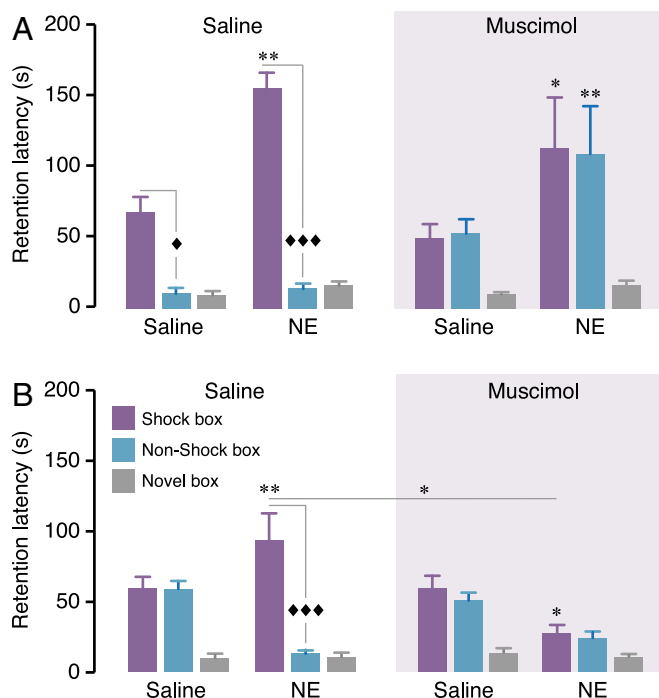 A
Saline
Muscimol
Retention latency (s)
200
150
100
50
0
**
◆
◆◆◆
*
**
Saline
NE
Saline
NE
B
Saline
Muscimol
Retention latency (s)
200
150
100
50
0
Shock box
Non-Shock box
Novel box
**
*
◆◆◆
*
Saline
NE
Saline
NE